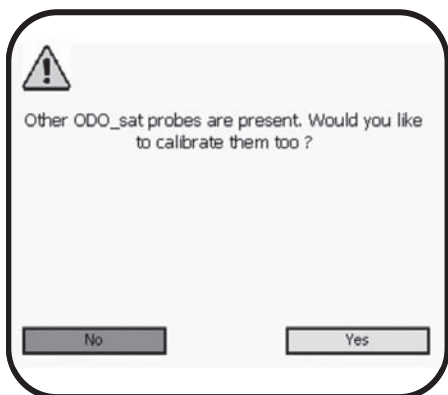 Other ODO_sat probes are present. Would you like
to calibrate them too ?
No
Yes